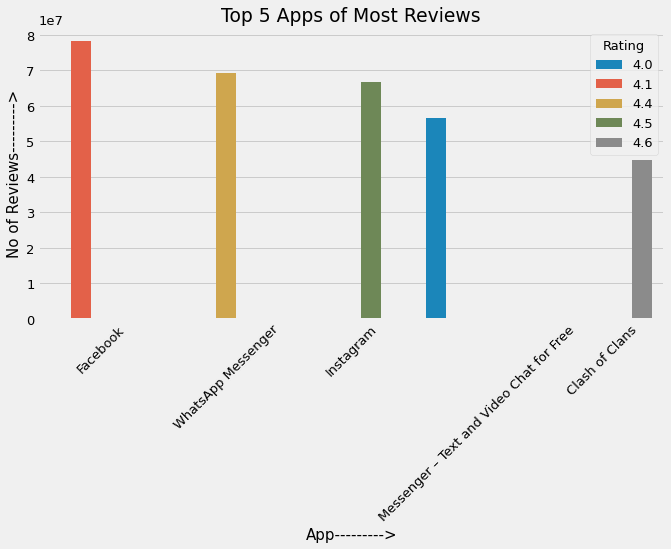 Top 5 Apps of Most Reviews
1e7
8
7
6
5
4
3
2
1
0
No of Reviews---------->
Rating
4.0
4.1
4.4
4.5
4.6
Facebook
WhatsApp Messenger
Instagram
Messenger – Text and Video Chat for Free
Clash of Clans
App--------->